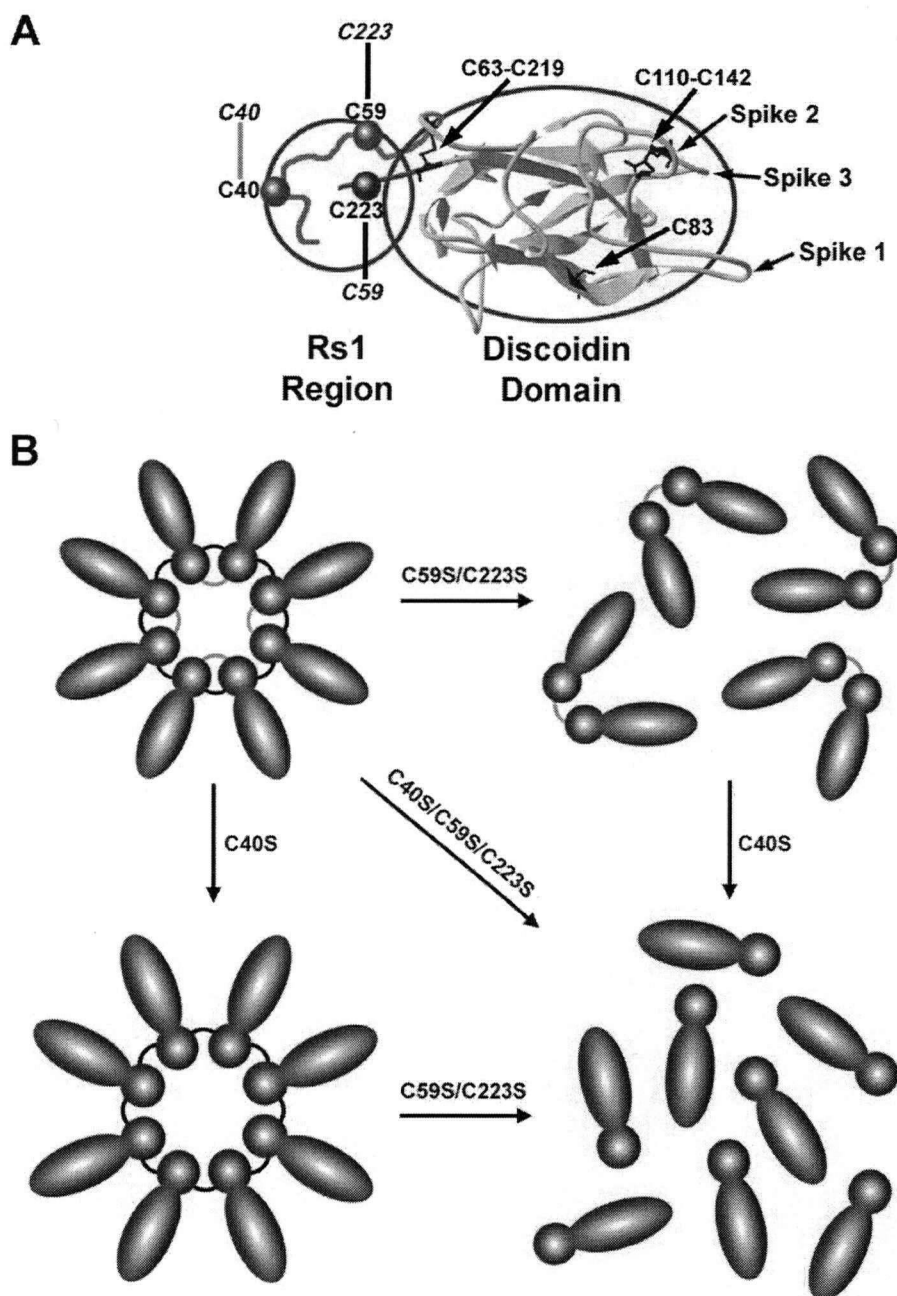 A
C223
C63-C219
C110-C142
C40
C59
Spike 2
Spike 3
C40
C223
C83
Spike 1
C59
Rs1
Region
Discoidin
Domain
B
C59S/C223S
C40S
C40S/C59S/C223S
C40S
C59S/C223S